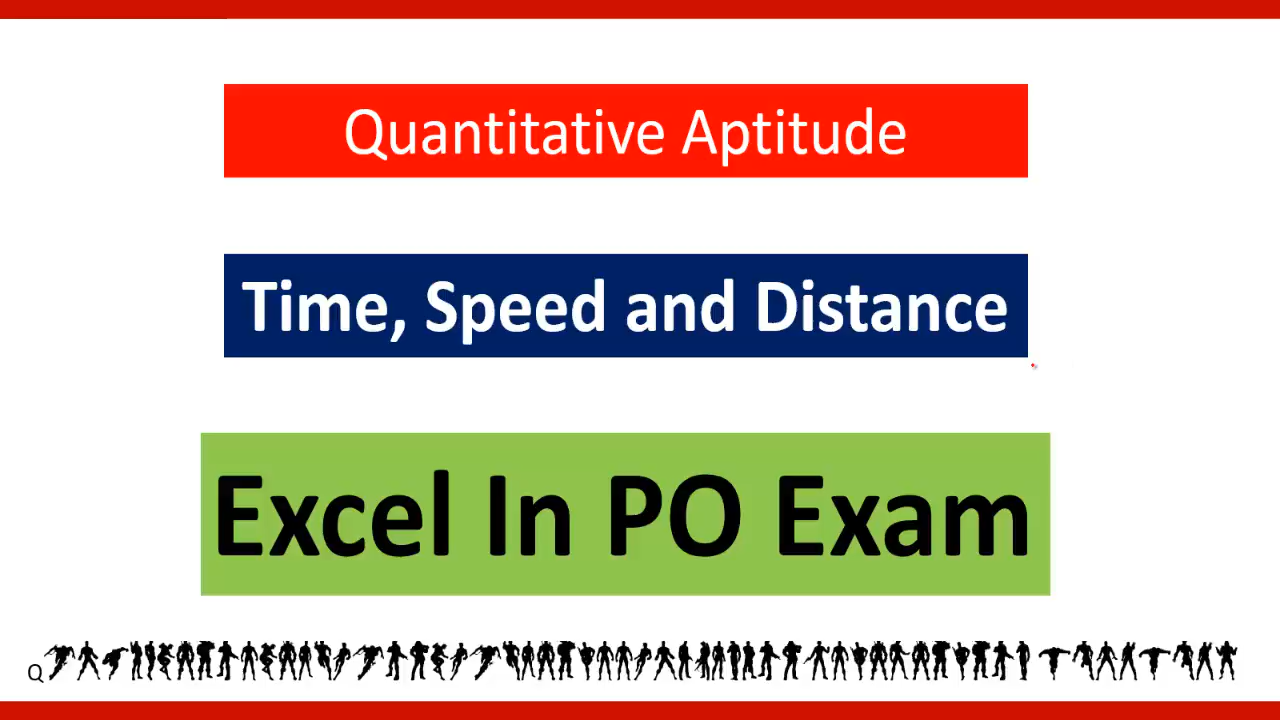 Quantitative Aptitude
Time, Speed and Distance
Excel In PO Exam
Q